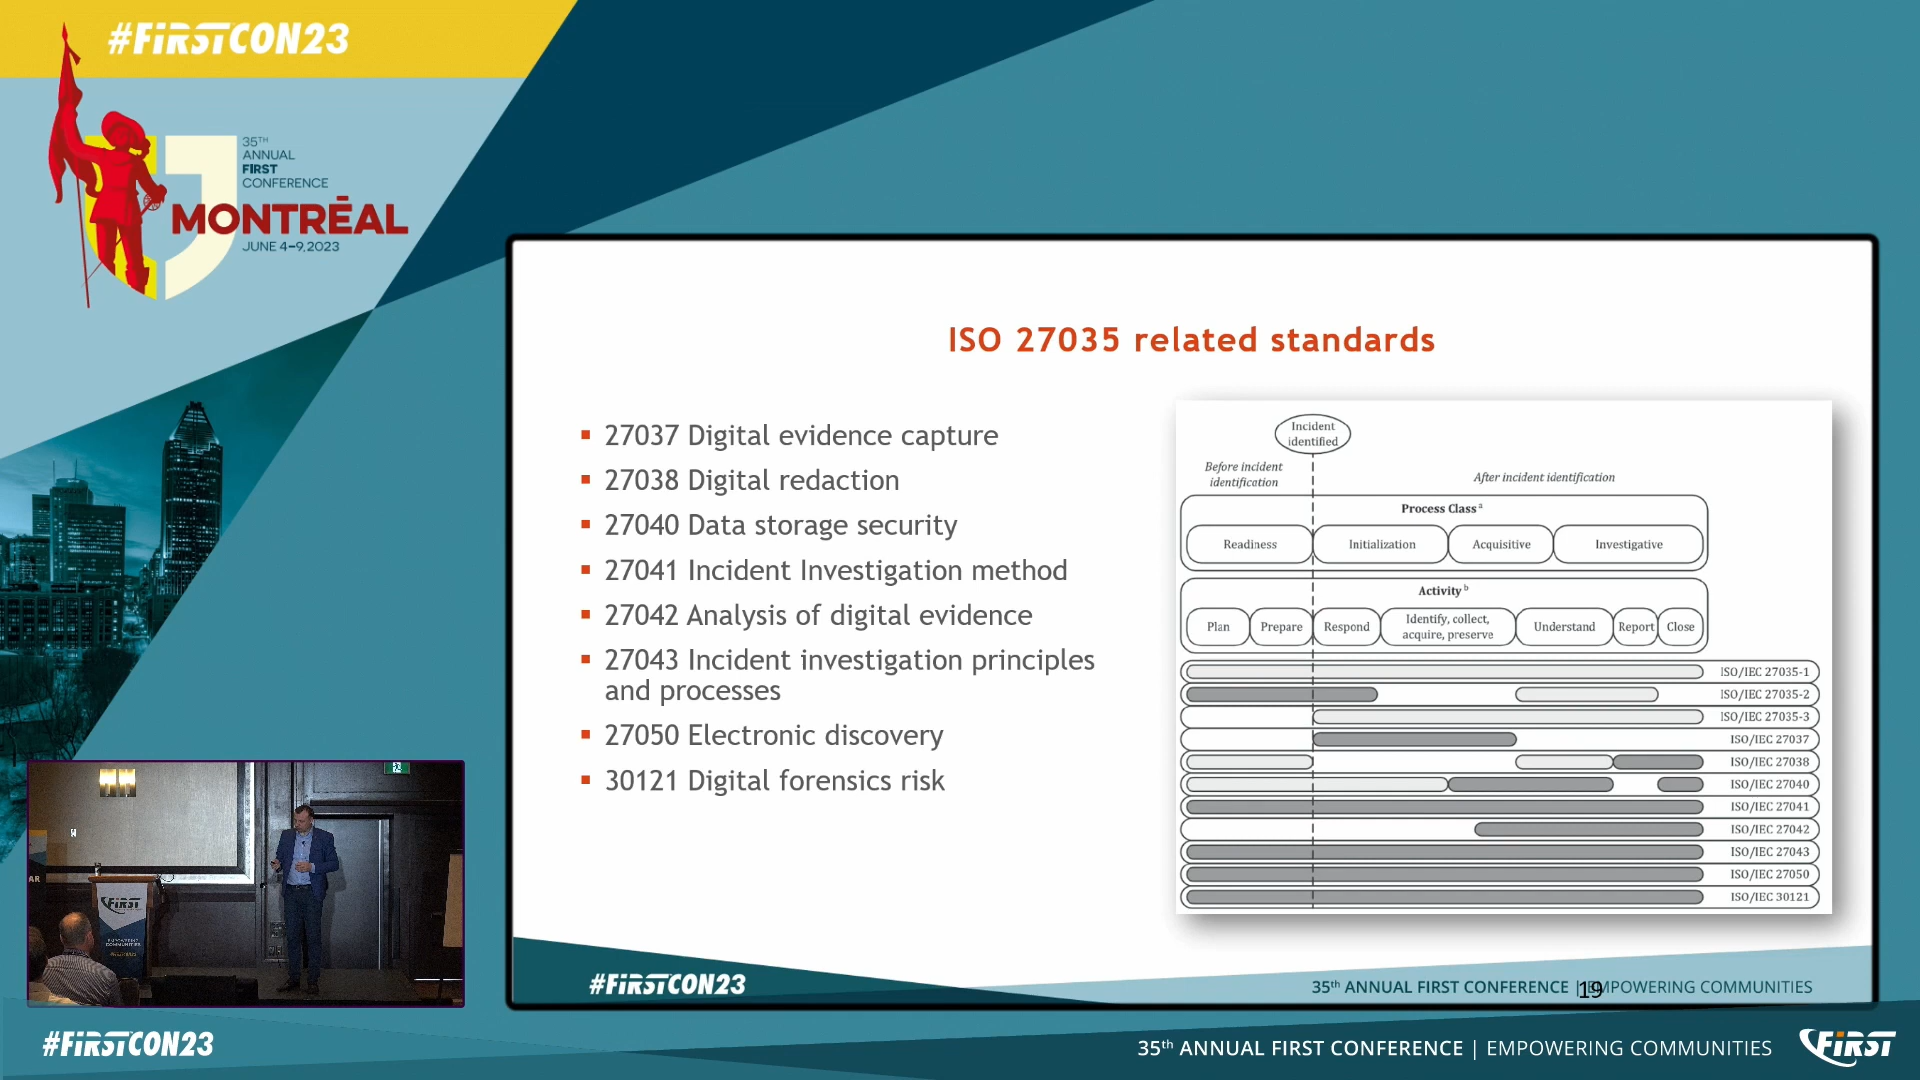 #FiRSTCON23
35TH
ANNUAL
FIRST
CONFERENCE
MONTRĒAL
JUNE 4–9, 2023
ISO 27035 related standards
27037 Digital evidence capture
27038 Digital redaction
27040 Data storage security
27041 Incident Investigation method
27042 Analysis of digital evidence
27043 Incident investigation principles
and processes
27050 Electronic discovery
30121 Digital forensics risk
Incident
identified
Before incident
identification
After incident identification
Process Class a
Readiness
Initialization
Acquisitive
Investigative
Activity b
Plan
Prepare
Respond
Identify, collect,
acquire, preserve
Understand
Report
Close
ISO/IEC 27035-1
ISO/IEC 27035-2
ISO/IEC 27035-3
ISO/IEC 27037
ISO/IEC 27038
ISO/IEC 27040
ISO/IEC 27041
ISO/IEC 27042
ISO/IEC 27043
ISO/IEC 27050
ISO/IEC 30121
#FiRSTCON23
35th ANNUAL FIRST CONFERENCE | EMPOWERING COMMUNITIES
19
AR
FiRST
EMPOWERING
COMMUNITIES
#FiRSTCON23
35th ANNUAL FIRST CONFERENCE | EMPOWERING COMMUNITIES
FiRST